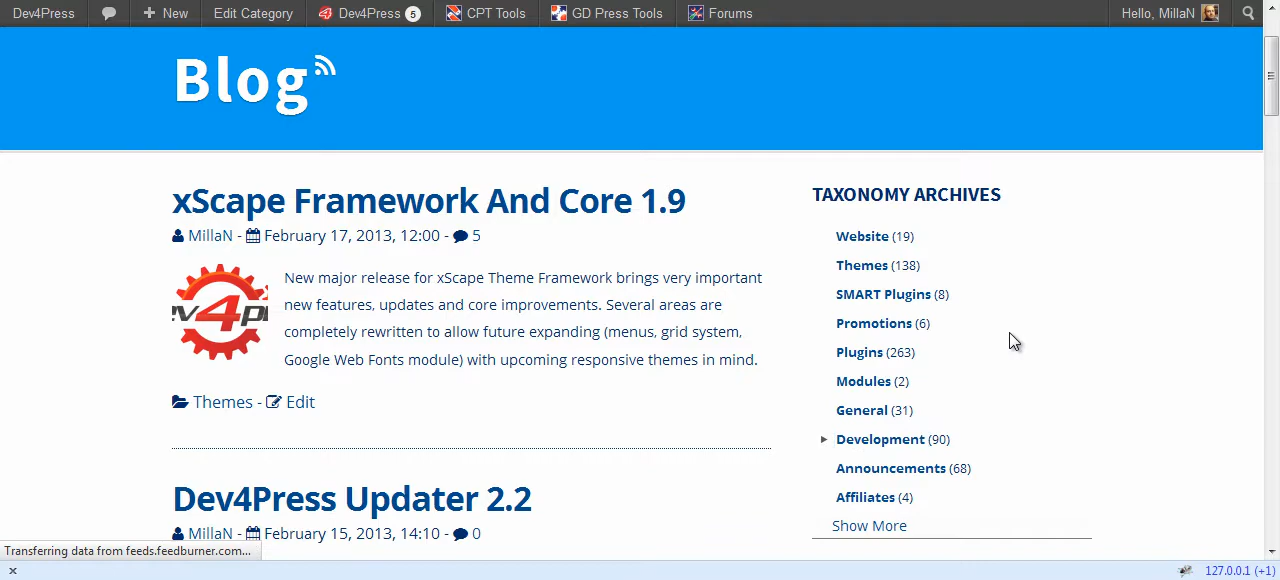 Dev4Press New Edit Category Dev4Press 5 CPT Tools GD Press Tools Forums Hello, MillaN
Blog
xScape Framework And Core 1.9
MillaN - February 17, 2013, 12:00 - 5
New major release for xScape Theme Framework brings very important
new features, updates and core improvements. Several areas are
completely rewritten to allow future expanding (menus, grid system,
Google Web Fonts module) with upcoming responsive themes in mind.
Themes - Edit
Dev4Press Updater 2.2
MillaN - February 15, 2013, 14:10 - 0
TAXONOMY ARCHIVES
Website (19)
Themes (138)
SMART Plugins (8)
Promotions (6)
Plugins (263)
Modules (2)
General (31)
Development (90)
Announcements (68)
Affiliates (4)
Show More
Transferring data from feeds.feedburner.com...
x 127.0.0.1 (+1)